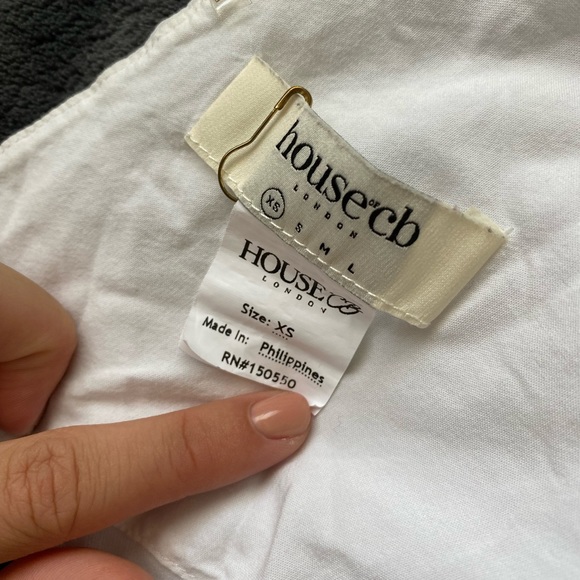 house OF cb
LONDON
XS S M L
HOUSE CB
LONDON
Size: XS
Made in: Philippines
RN#150550